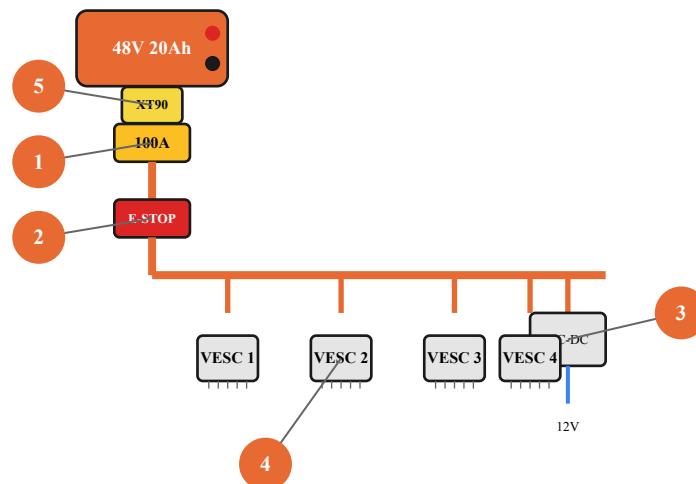 48V 20Ah
5
XT90
1
100A
2
E-STOP
3
C-DC
VESC 1
VESC 2
VESC 3
VESC 4
12V
4